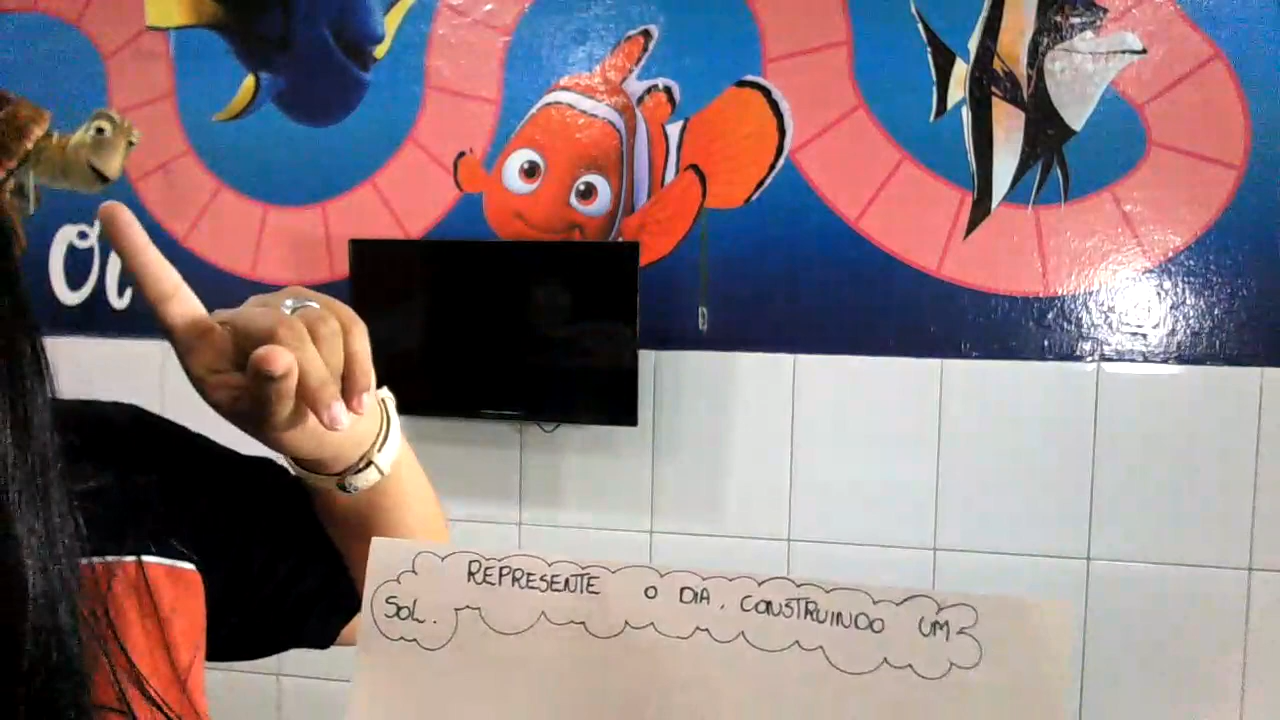 REPRESENTE O DIA, CONSTRUINDO UM
SOL.